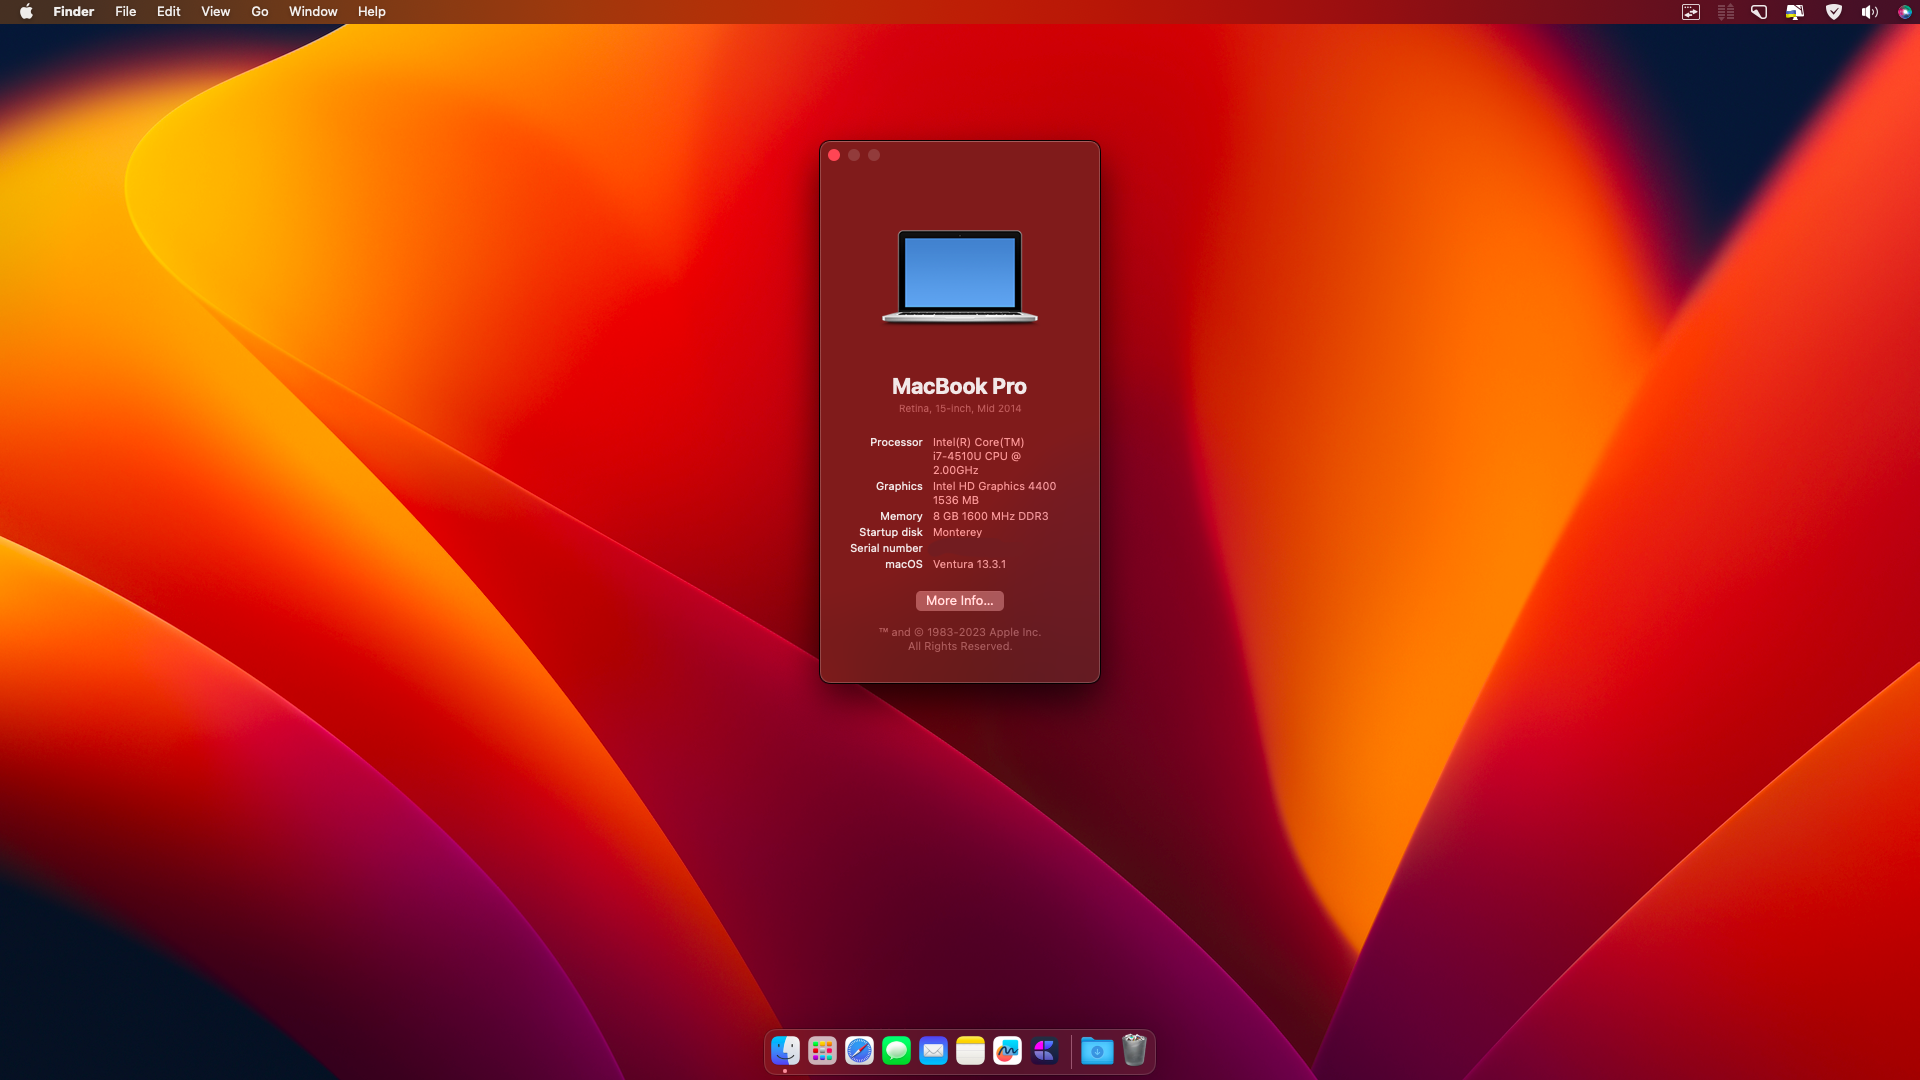 Finder File Edit View Go Window Help
MacBook Pro
Retina, 15-inch, Mid 2014
Processor Intel(R) Core(TM)
i7-4510U CPU @
2.00GHz
Graphics Intel HD Graphics 4400
1536 MB
Memory 8 GB 1600 MHz DDR3
Startup disk Monterey
Serial number
macOS Ventura 13.3.1
More Info...
™ and © 1983-2023 Apple Inc.
All Rights Reserved.